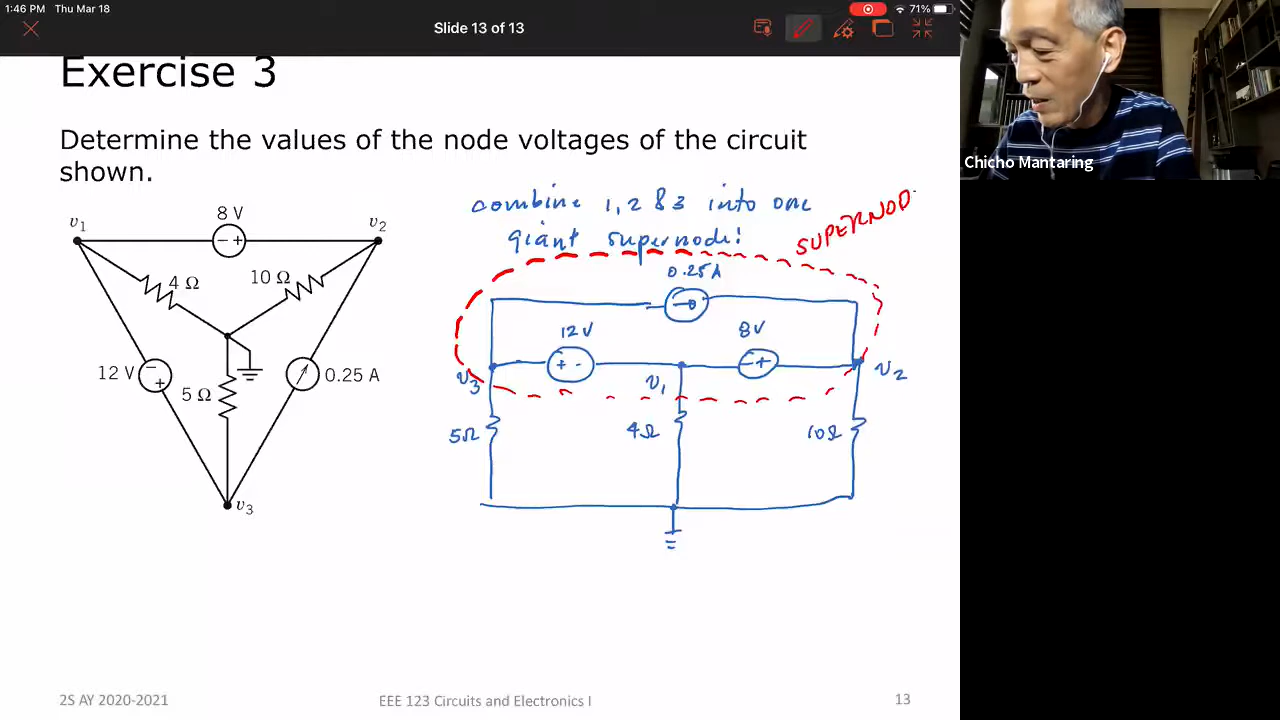 1:46 PM Thu Mar 18
71%
Slide 13 of 13
Exercise 3
Determine the values of the node voltages of the circuit
shown.
Chicho Mantaring
combine 1, 2 & 3 into one
giant supernode!
SUPERNOD
8 V
v1
v2
4 Ω
10 Ω
12 V
5 Ω
0.25 A
v3
0.25A
12V
8V
v3
v1
v2
5Ω
4Ω
10Ω
2S AY 2020-2021
EEE 123 Circuits and Electronics I
13